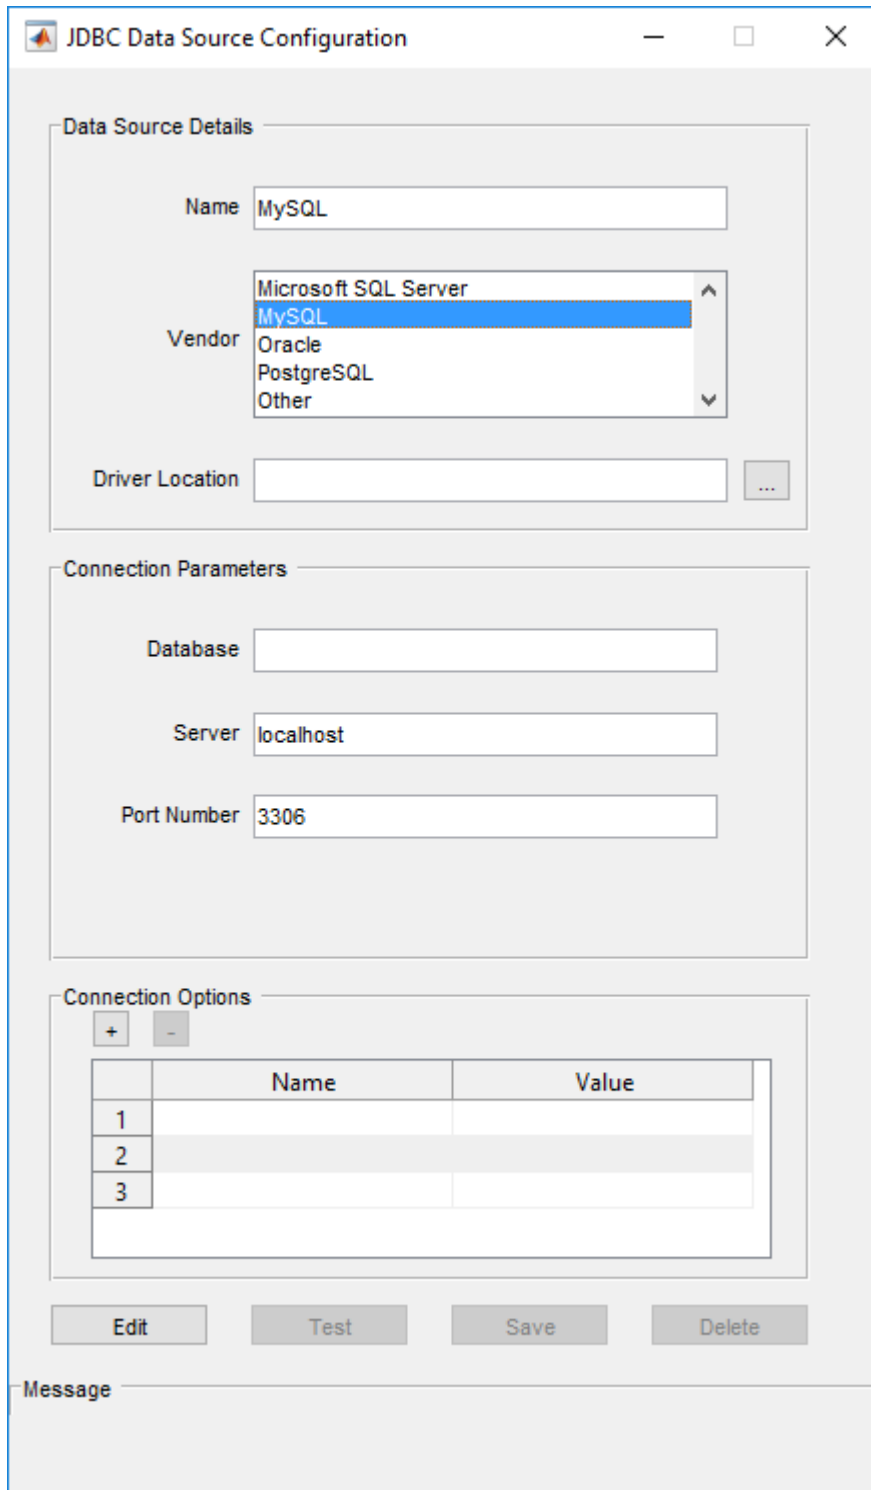 JDBC Data Source Configuration
Data Source Details
Name MySQL
Vendor
Microsoft SQL Server
MySQL
Oracle
PostgreSQL
Other
Driver Location ...
Connection Parameters
Database
Server localhost
Port Number 3306
Connection Options
+ -
Name Value
1
2
3
Edit Test Save Delete
Message